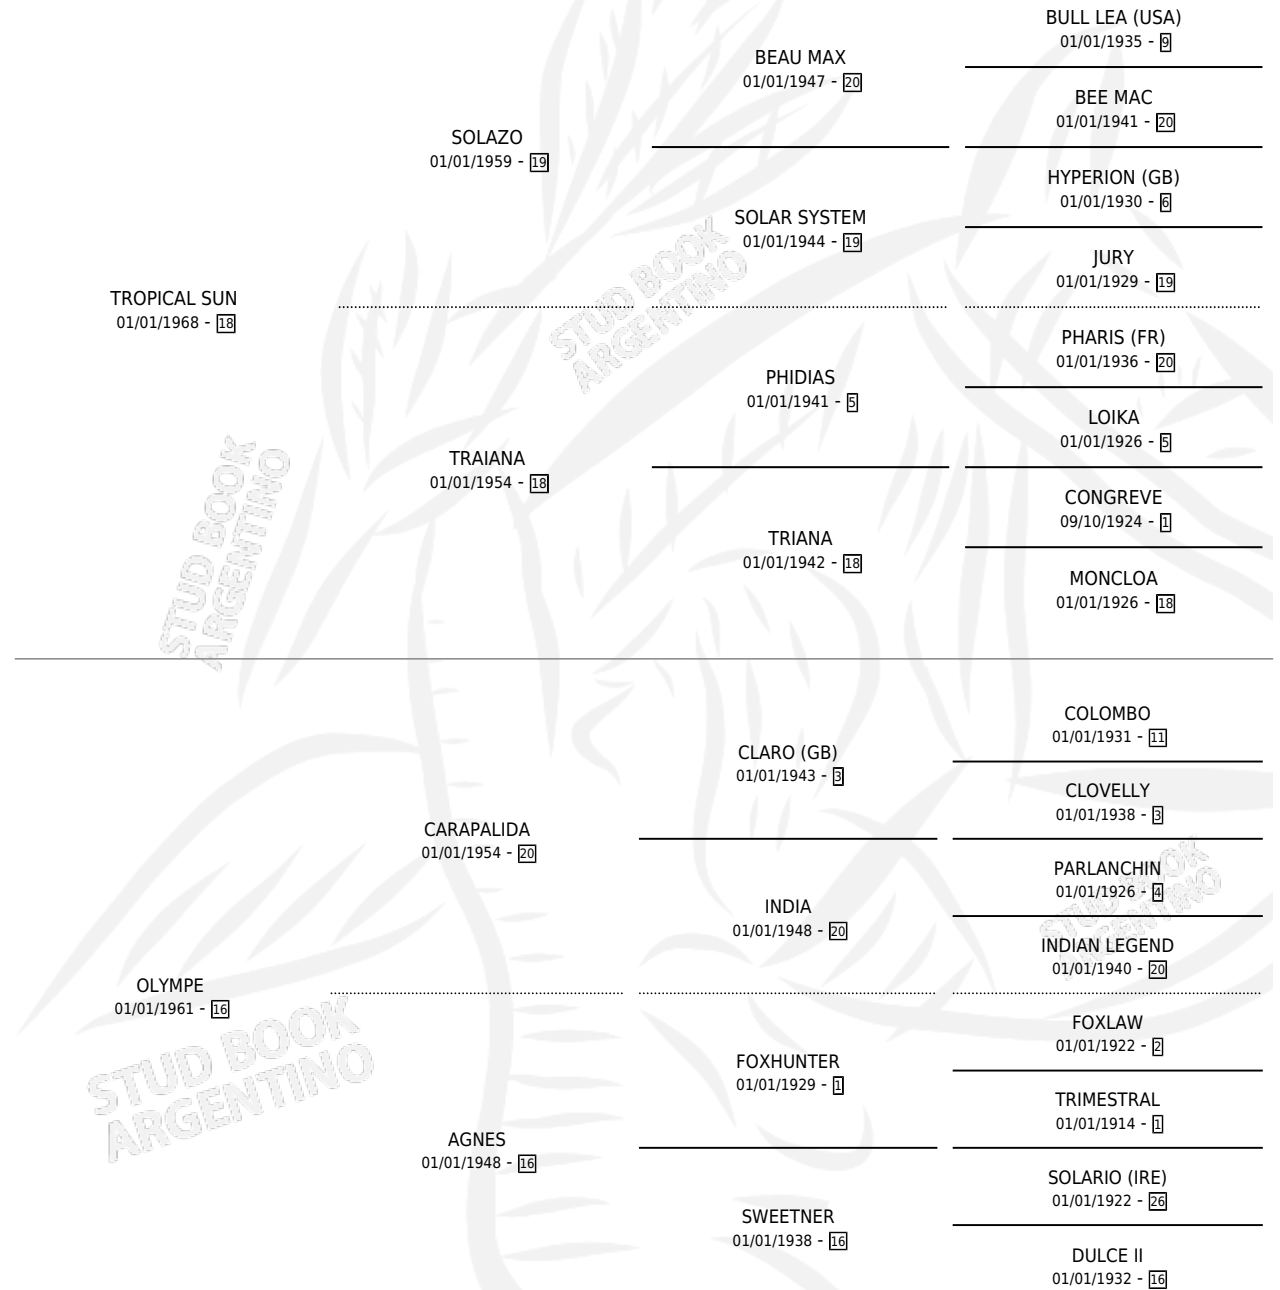 BULL LEA (USA)
01/01/1935 - 9
BEAU MAX
01/01/1947 - 20
BEE MAC
01/01/1941 - 20
SOLAZO
01/01/1959 - 19
HYPERION (GB)
01/01/1930 - 6
SOLAR SYSTEM
01/01/1944 - 19
JURY
01/01/1929 - 19
TROPICAL SUN
01/01/1968 - 18
PHARIS (FR)
01/01/1936 - 20
PHIDIAS
01/01/1941 - 5
LOIKA
01/01/1926 - 5
TRAIANA
01/01/1954 - 18
CONGREVE
09/10/1924 - 1
TRIANA
01/01/1942 - 18
MONCLOA
01/01/1926 - 18
STUD BOOK
ARGENTINO
STUD BOOK
ARGENTINO
COLOMBO
01/01/1931 - 11
CLARO (GB)
01/01/1943 - 3
CLOVELLY
01/01/1938 - 3
CARAPALIDA
01/01/1954 - 20
PARLANCHIN
01/01/1926 - 4
INDIA
01/01/1948 - 20
INDIAN LEGEND
01/01/1940 - 20
STUD BOOK
ARGENTINO
OLYMPE
01/01/1961 - 16
FOXLAW
01/01/1922 - 2
FOXHUNTER
01/01/1929 - 1
TRIMESTRAL
01/01/1914 - 1
STUD BOOK
ARGENTINO
AGNES
01/01/1948 - 16
SOLARIO (IRE)
01/01/1922 - 26
SWEETNER
01/01/1938 - 16
DULCE II
01/01/1932 - 16